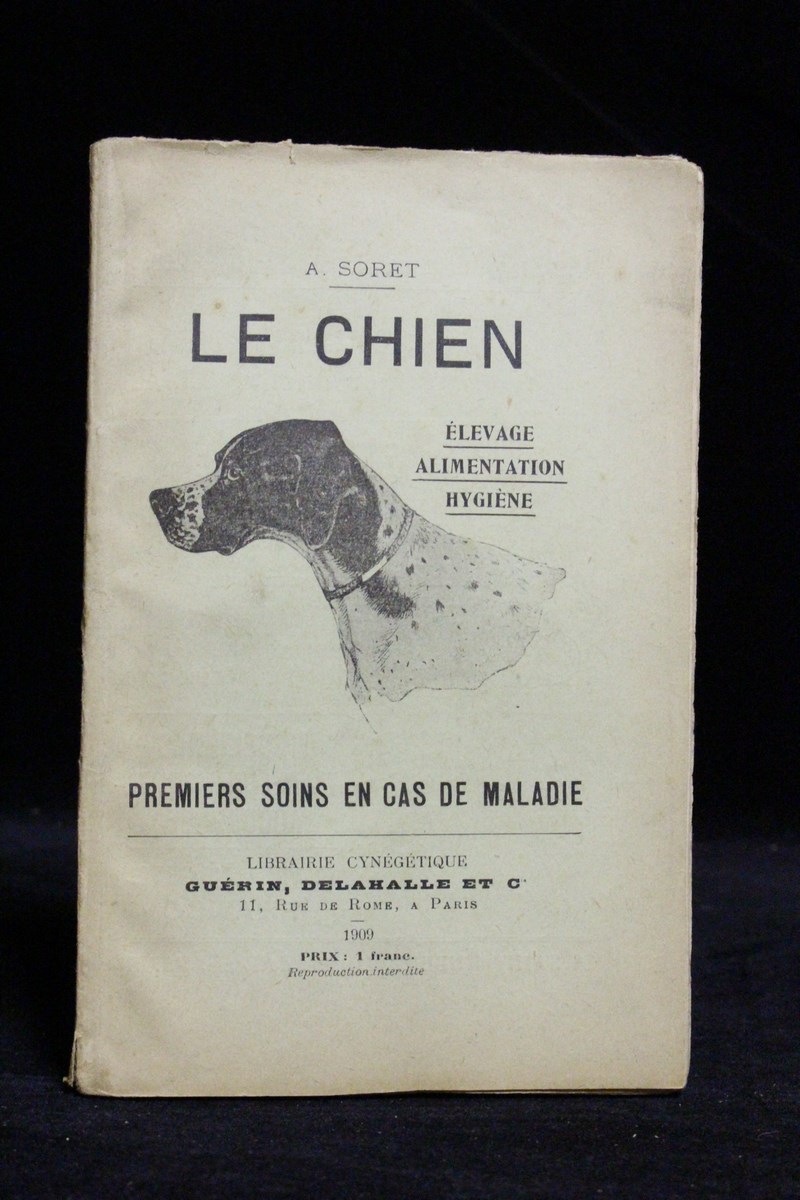 A. SORET
LE CHIEN
ÉLEVAGE
ALIMENTATION
HYGIÈNE
PREMIERS SOINS EN CAS DE MALADIE
LIBRAIRIE CYNÉGÉTIQUE
GUÉRIN, DELAHALLE ET C
11, RUE DE ROME, A PARIS
1909
PRIX : 1 franc.
Reproduction interdite